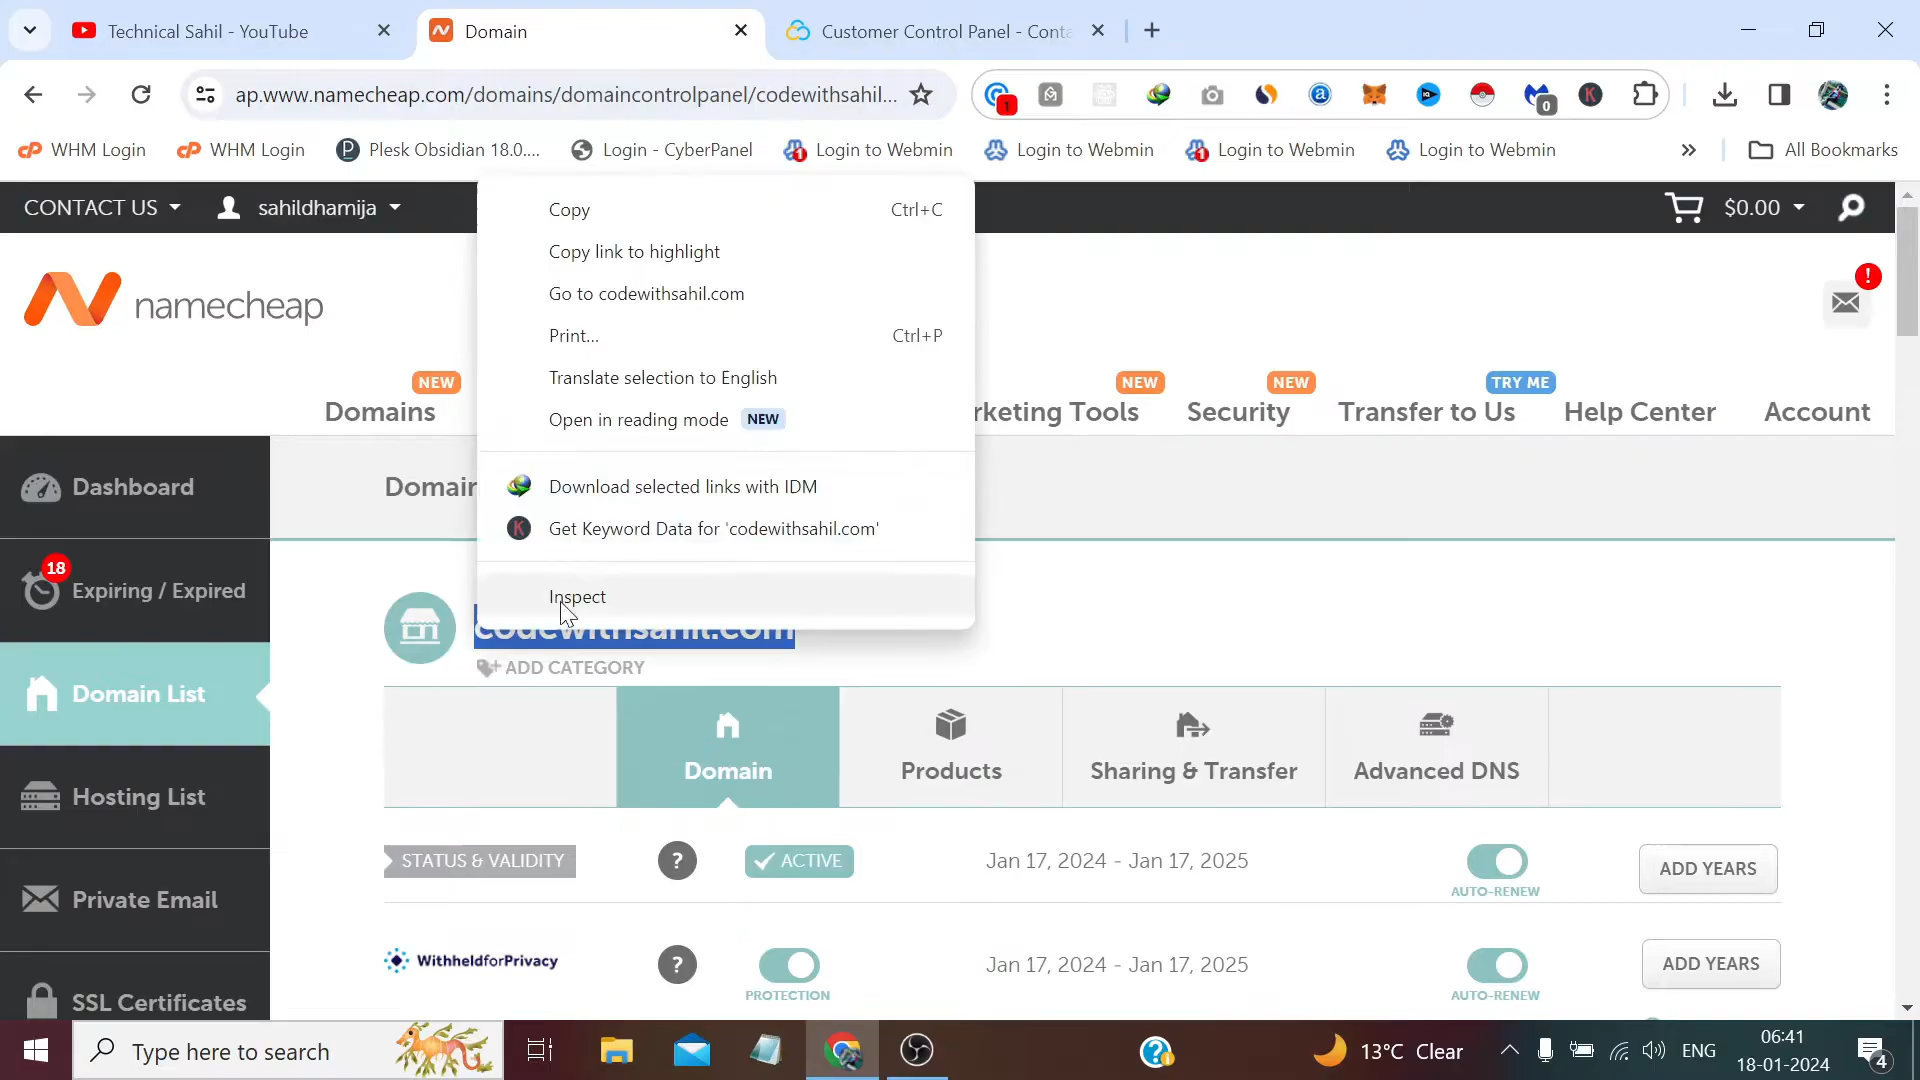 Technical Sahil - YouTube
Domain
Customer Control Panel - Conta
ap.www.namecheap.com/domains/domaincontrolpanel/codewithsahil...
1
0
WHM Login
WHM Login
Plesk Obsidian 18.0....
Login - CyberPanel
Login to Webmin
Login to Webmin
Login to Webmin
Login to Webmin
All Bookmarks
CONTACT US
sahildhamija
$0.00
namecheap
Domains
NEW
rketing Tools
NEW
Security
NEW
Transfer to Us
TRY ME
Help Center
Account
Copy Ctrl+C
Copy link to highlight
Go to codewithsahil.com
Print... Ctrl+P
Translate selection to English
Open in reading mode NEW
Download selected links with IDM
Get Keyword Data for 'codewithsahil.com'
Inspect
Dashboard
18
Expiring / Expired
Domain List
Hosting List
Private Email
SSL Certificates
Domain
codewithsahil.com
ADD CATEGORY
Domain
Products
Sharing & Transfer
Advanced DNS
STATUS & VALIDITY ? ACTIVE Jan 17, 2024 - Jan 17, 2025 AUTO-RENEW ADD YEARS
WithheldforPrivacy ? PROTECTION Jan 17, 2024 - Jan 17, 2025 AUTO-RENEW ADD YEARS
Type here to search
13°C Clear
ENG
06:41
18-01-2024
4